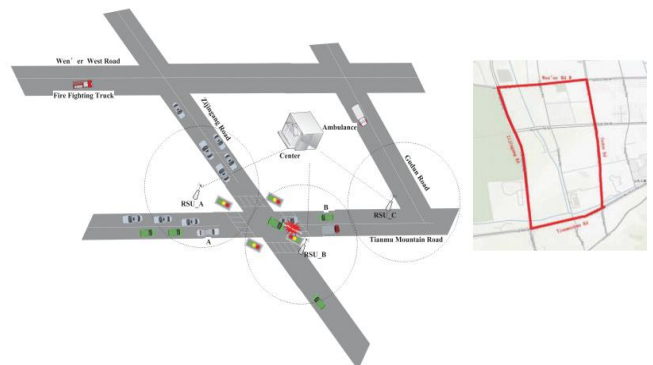 Wen' er West Road
Fire Fighting Truck
Zijingang Road
Ambulance
Center
Gudun Road
RSU_A
B
RSU_C
A
Tianmu Mountain Road
RSU_B